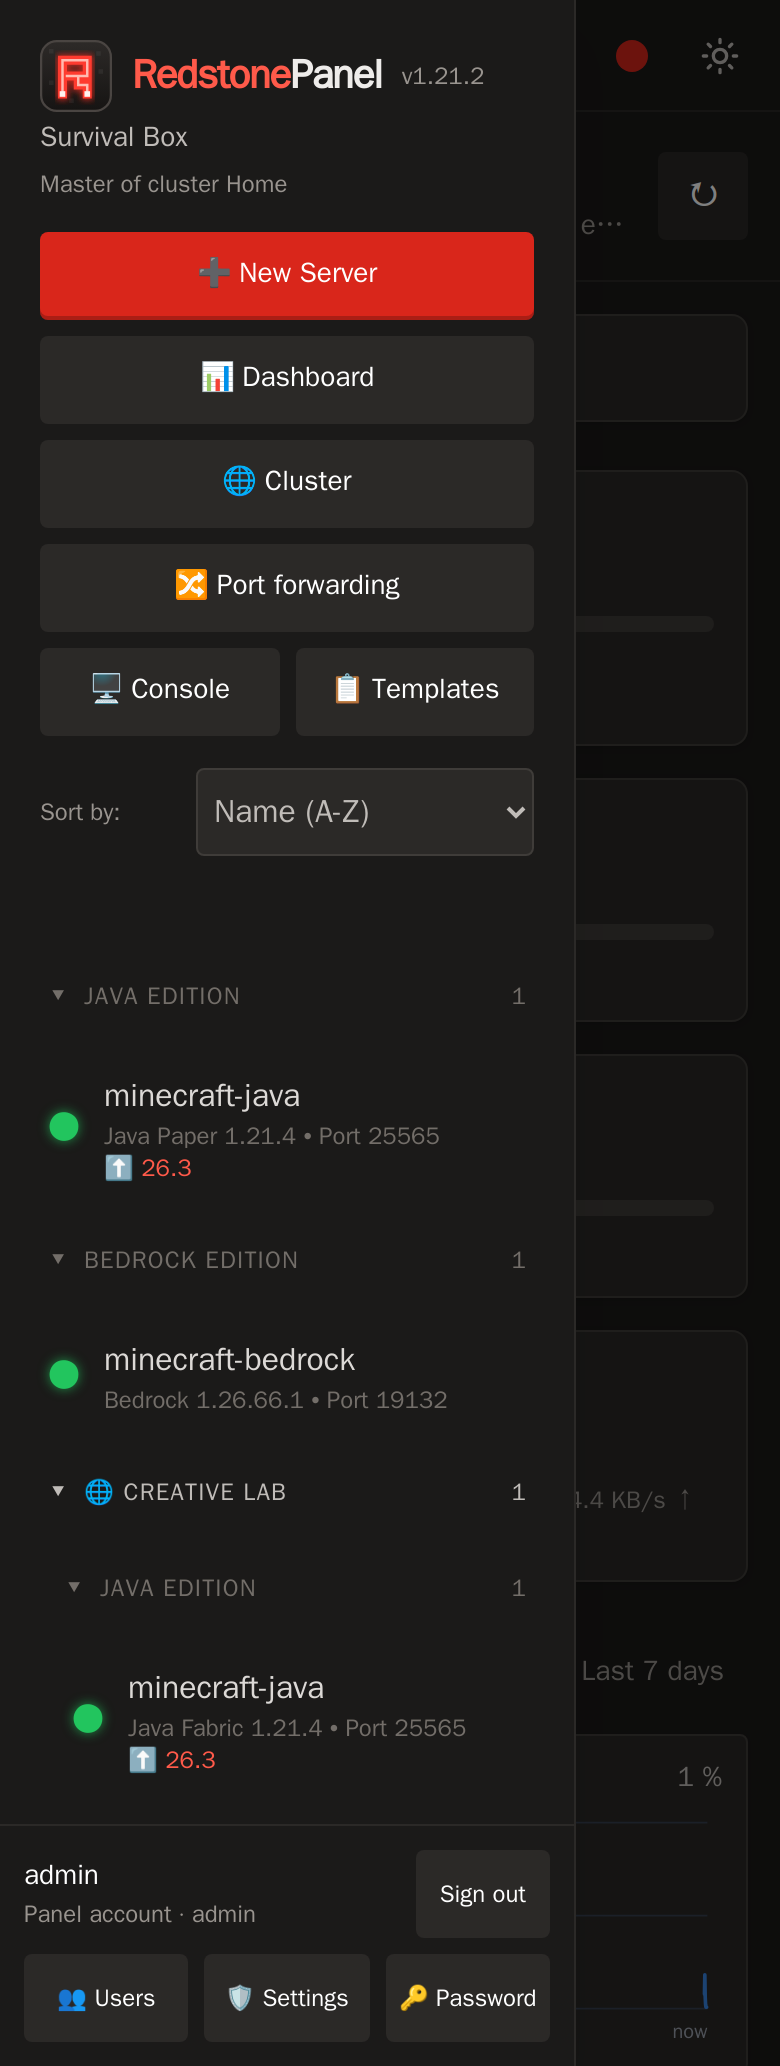 RedstonePanel v1.21.2
Survival Box
Master of cluster Home
➕ New Server
📊 Dashboard
🌐 Cluster
🔀 Port forwarding
🖥️ Console
📋 Templates
Sort by:
Name (A-Z)
▼ JAVA EDITION 1
minecraft-java
Java Paper 1.21.4 • Port 25565
⬆️ 26.3
▼ BEDROCK EDITION 1
minecraft-bedrock
Bedrock 1.26.66.1 • Port 19132
▼ 🌐 CREATIVE LAB 1
▼ JAVA EDITION 1
minecraft-java
Java Fabric 1.21.4 • Port 25565
⬆️ 26.3
admin
Panel account · admin
Sign out
👥 Users
🛡️ Settings
🔑 Password
e…
4.4 KB/s ↑
Last 7 days
1 %
now